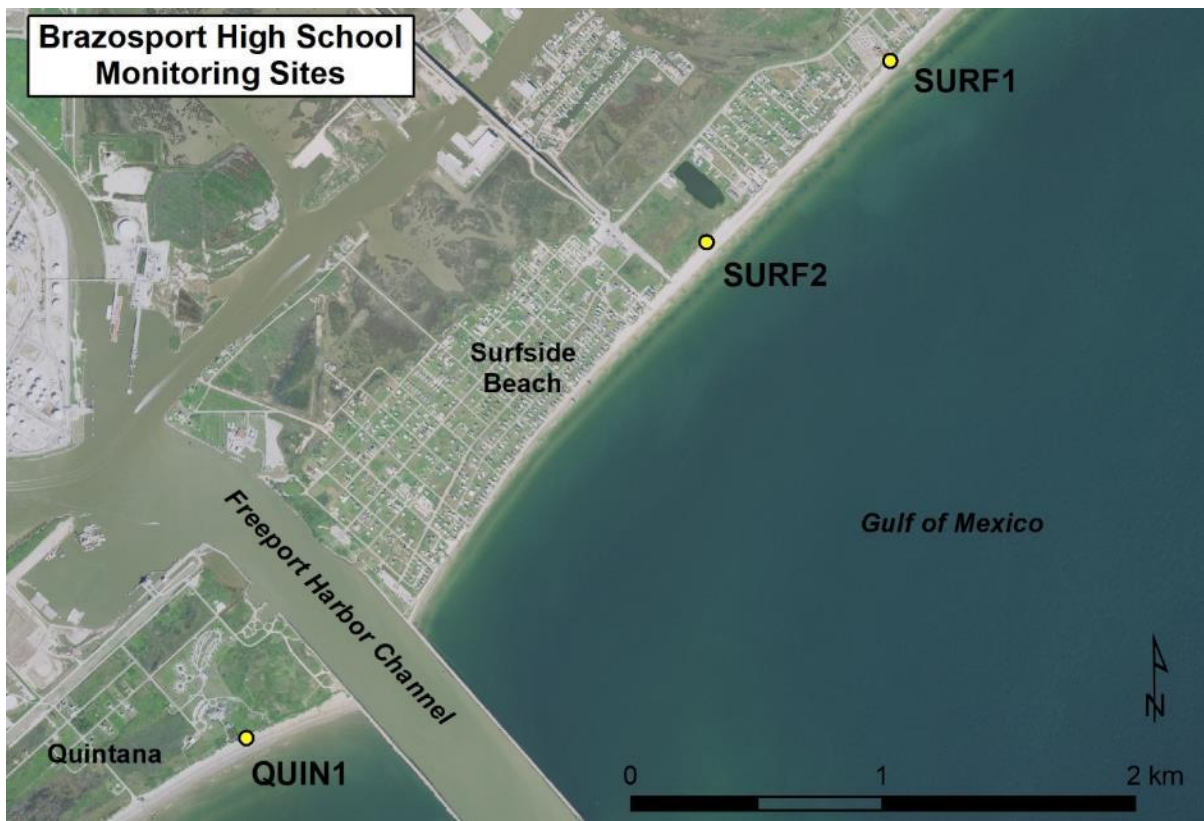 Brazosport High School
Monitoring Sites
SURF1
SURF2
Surfside
Beach
Gulf of Mexico
Freeport Harbor Channel
Quintana
QUIN1
N
0 1 2 km